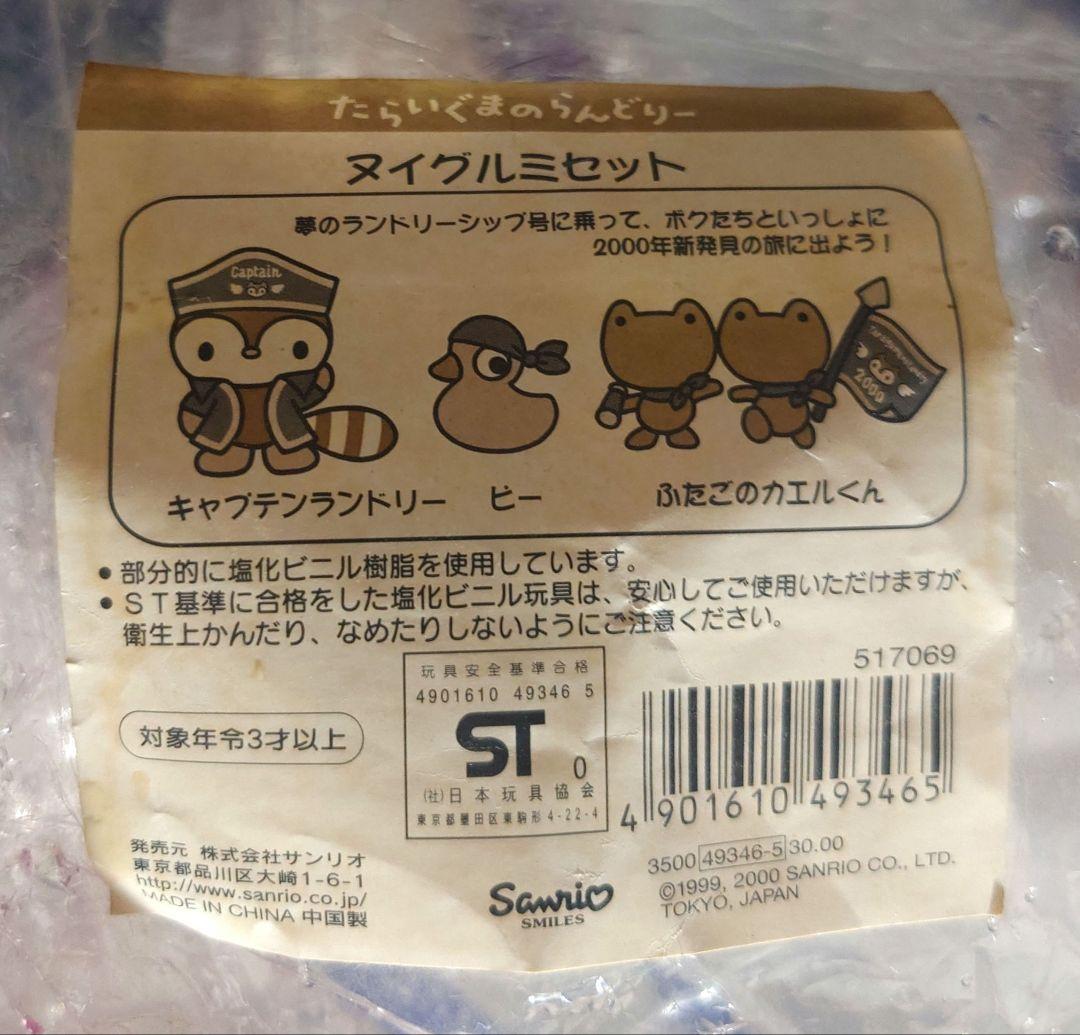 たらいぐまのらんどりー
ヌイグルミセット
夢のランドリーシップ号に乗って、ボクたちといっしょに
2000年新発見の旅に出よう！
Captain
2000
キャプテンランドリー
ピー
ふたごのカエルくん
●部分的に塩化ビニル樹脂を使用しています。
●ST基準に合格をした塩化ビニル玩具は、安心してご使用いただけますが、
衛生上かんだり、なめたりしないようにご注意ください。
対象年令3才以上
玩具安全基準合格
4901610 49346 5
ST
0
(社)日本玩具協会
東京都墨田区東駒形4-22-4
517069
4 901610 493465
3500 49346-5 30.00
©1999, 2000 SANRIO CO., LTD.
TOKYO, JAPAN
発売元 株式会社サンリオ
東京都品川区大崎1-6-1
http://www.sanrio.co.jp/
MADE IN CHINA 中国製
Sanrio
SMILES